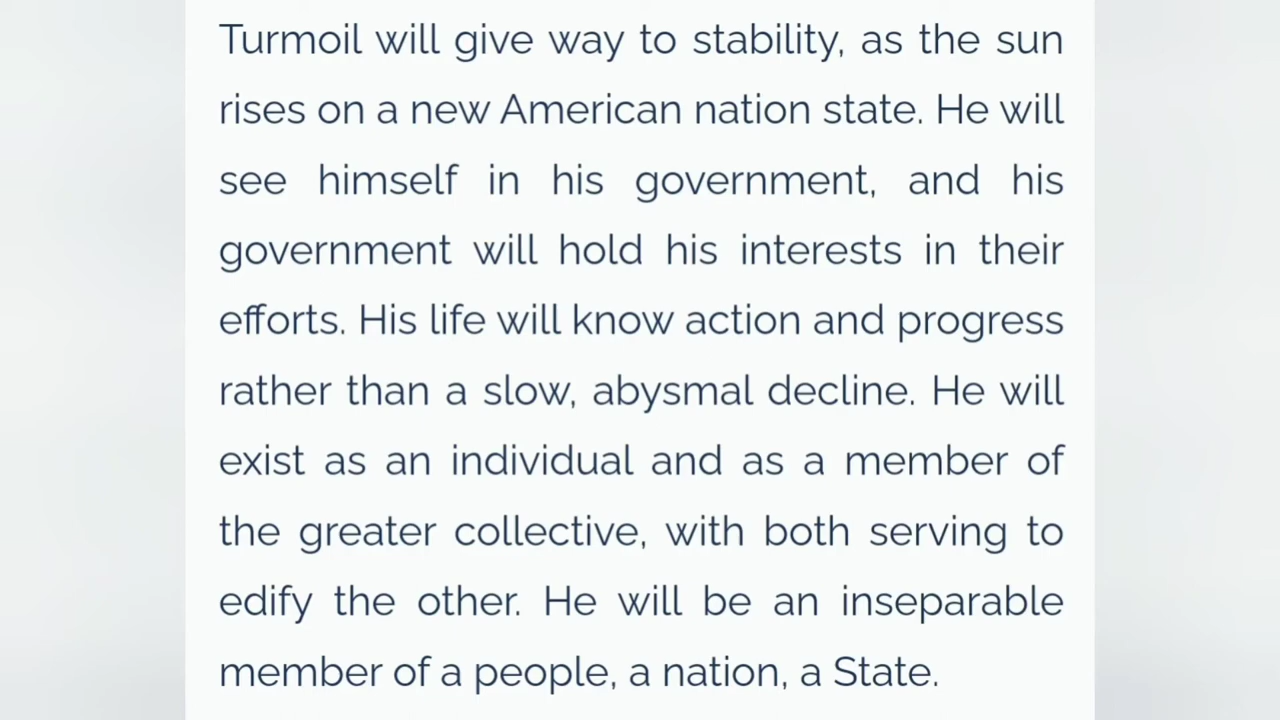 Turmoil will give way to stability, as the sun
rises on a new American nation state. He will
see himself in his government, and his
government will hold his interests in their
efforts. His life will know action and progress
rather than a slow, abysmal decline. He will
exist as an individual and as a member of
the greater collective, with both serving to
edify the other. He will be an inseparable
member of a people, a nation, a State.